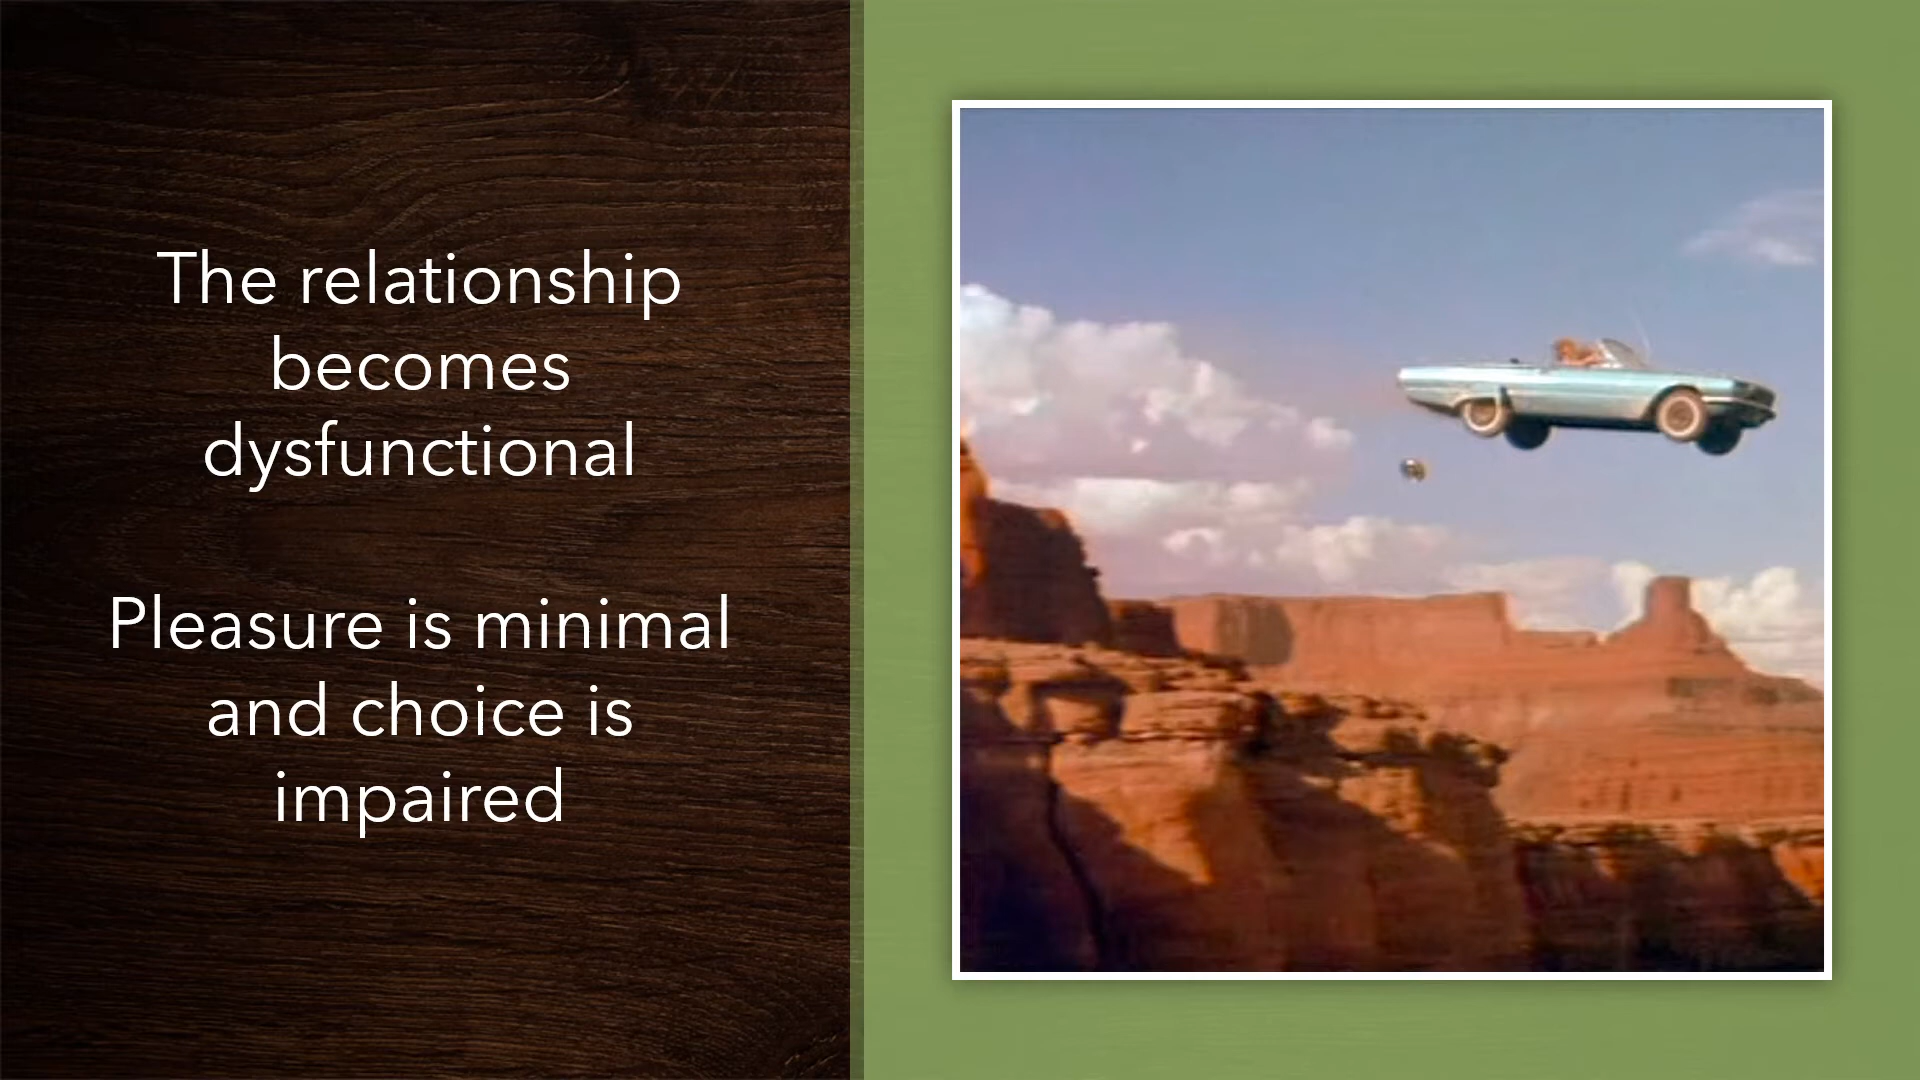 The relationship
becomes
dysfunctional
Pleasure is minimal
and choice is
impaired